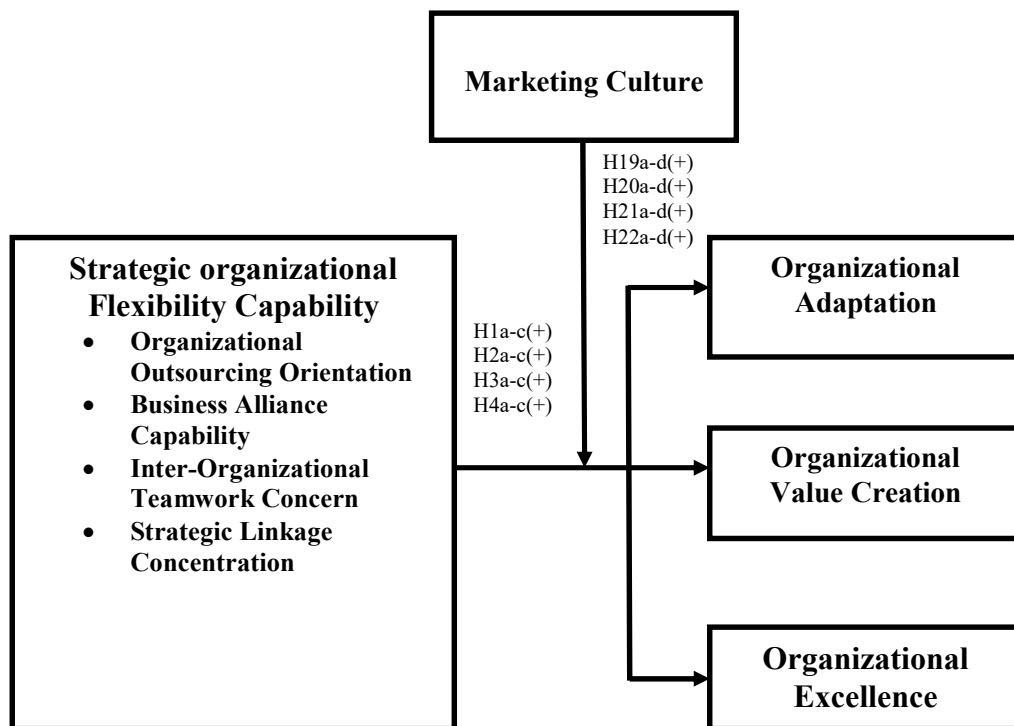 Marketing Culture
H19a-d(+)
H20a-d(+)
H21a-d(+)
H22a-d(+)
Strategic organizational
Flexibility Capability
• Organizational
Outsourcing Orientation
• Business Alliance
Capability
• Inter-Organizational
Teamwork Concern
• Strategic Linkage
Concentration
H1a-c(+)
H2a-c(+)
H3a-c(+)
H4a-c(+)
Organizational
Adaptation
Organizational
Value Creation
Organizational
Excellence